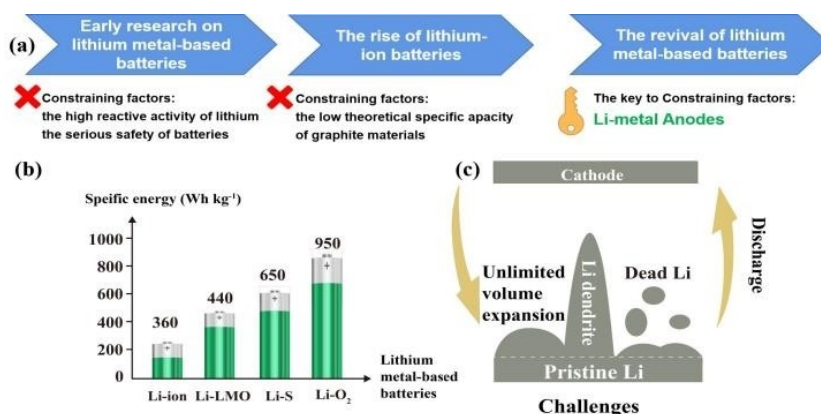 (a)
Early research on
lithium metal-based
batteries
The rise of lithium-
ion batteries
The revival of lithium
metal-based batteries
Constraining factors:
the high reactive activity of lithium
the serious safety of batteries
Constraining factors:
the low theoretical specific apacity
of graphite materials
The key to Constraining factors:
Li-metal Anodes
(b)
Speific energy (Wh kg⁻¹)
1000
800
600
400
200
0
360
440
650
950
+
+
+
+
Li-ion
Li-LMO
Li-S
Li-O₂
Lithium
metal-based
batteries
(c)
Cathode
Unlimited
volume
expansion
Li dendrite
Dead Li
Discharge
Pristine Li
Challenges